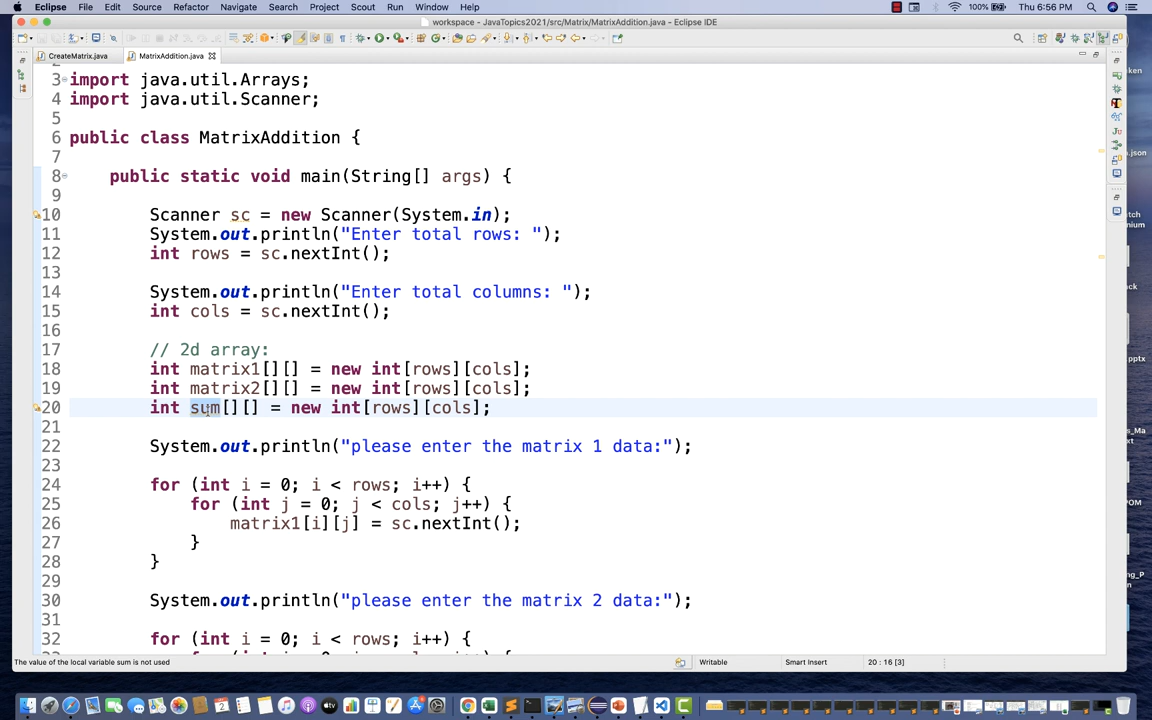 Eclipse File Edit Source Refactor Navigate Search Project Scout Run Window Help 100% Thu 6:56 PM
workspace - JavaTopics2021/src/Matrix/MatrixAddition.java - Eclipse IDE
CreateMatrix.java MatrixAddition.java
3 import java.util.Arrays;
4 import java.util.Scanner;
5
6 public class MatrixAddition {
7
8 public static void main(String[] args) {
9
10 Scanner sc = new Scanner(System.in);
11 System.out.println("Enter total rows: ");
12 int rows = sc.nextInt();
13
14 System.out.println("Enter total columns: ");
15 int cols = sc.nextInt();
16
17 // 2d array:
18 int matrix1[][] = new int[rows][cols];
19 int matrix2[][] = new int[rows][cols];
20 int sum[][] = new int[rows][cols];
21
22 System.out.println("please enter the matrix 1 data:");
23
24 for (int i = 0; i < rows; i++) {
25 for (int j = 0; j < cols; j++) {
26 matrix1[i][j] = sc.nextInt();
27 }
28 }
29
30 System.out.println("please enter the matrix 2 data:");
31
32 for (int i = 0; i < rows; i++) {
The value of the local variable sum is not used Writable Smart Insert 20 : 16 [3]